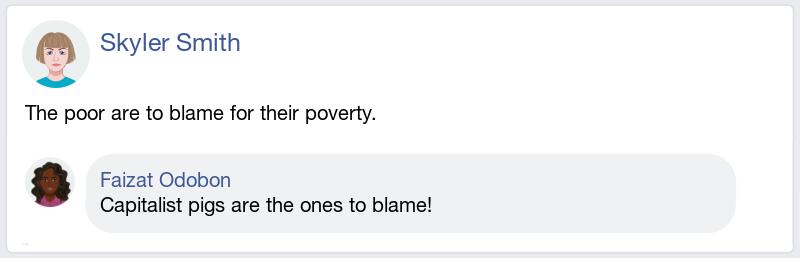 Skyler Smith
The poor are to blame for their poverty.
Faizat Odobon
Capitalist pigs are the ones to blame!